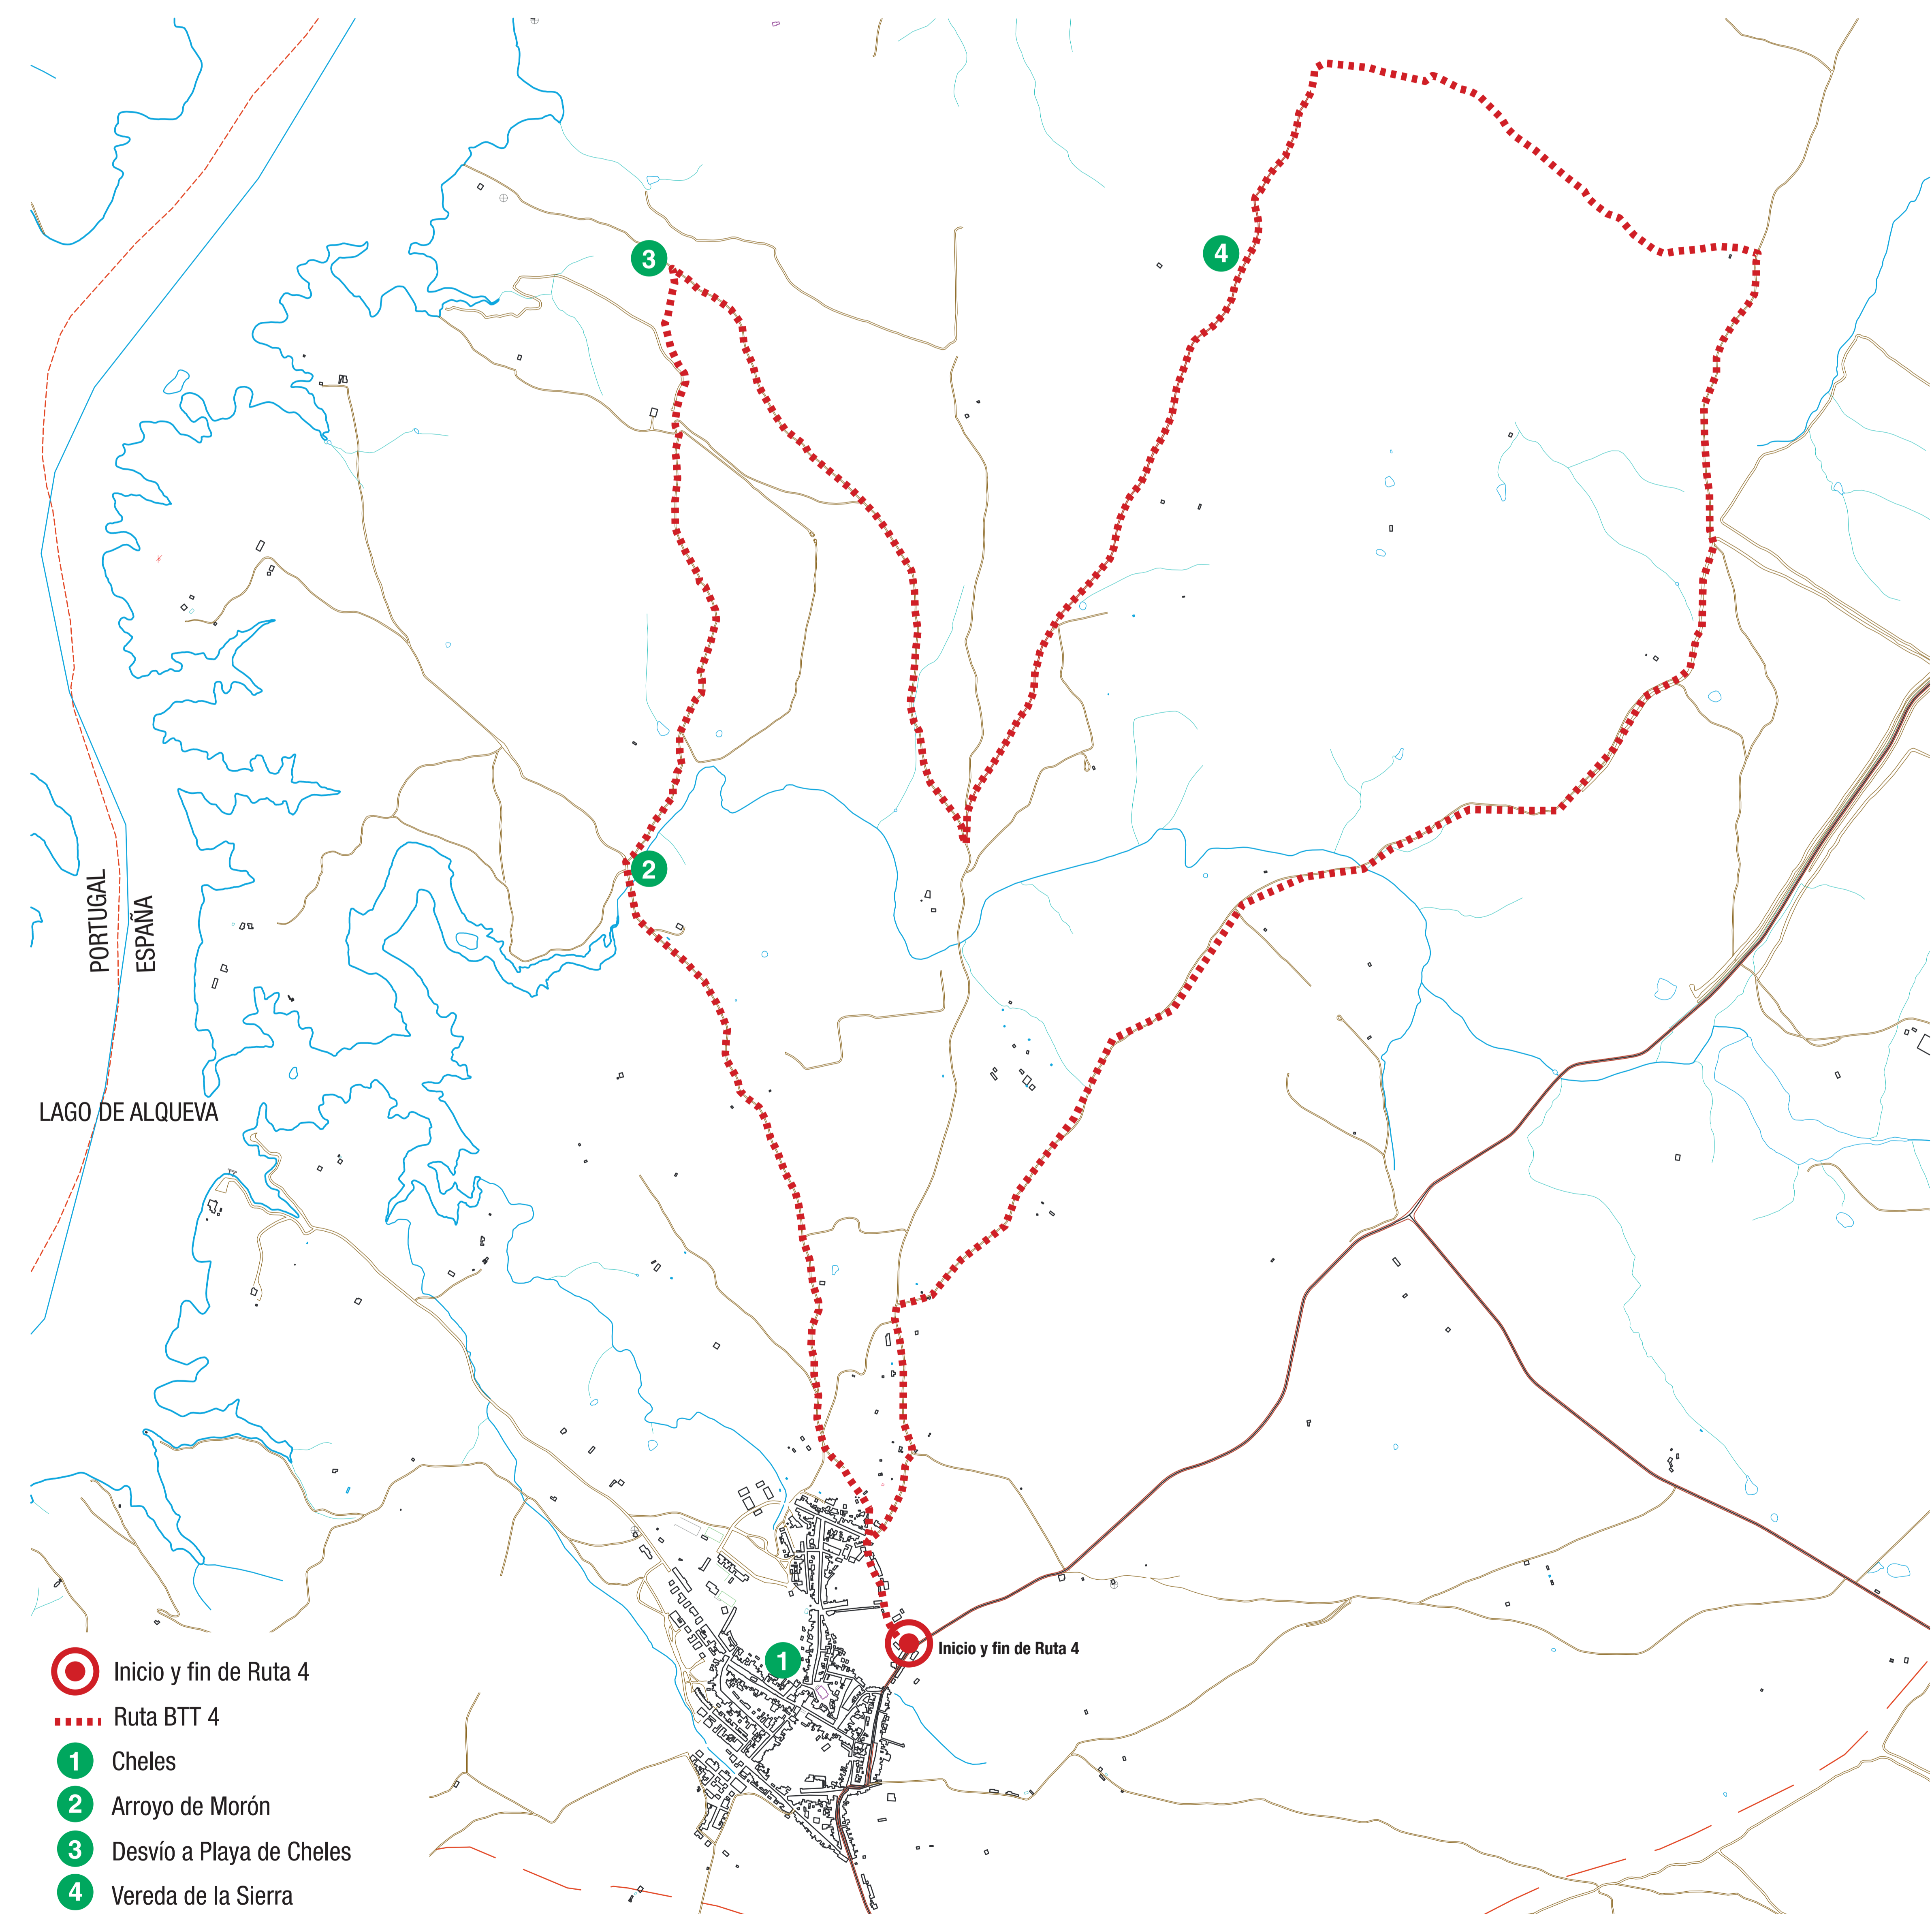 3
4
2
PORTUGAL
ESPAÑA
LAGO DE ALQUEVA
1
Inicio y fin de Ruta 4
Inicio y fin de Ruta 4
Ruta BTT 4
1 Cheles
2 Arroyo de Morón
3 Desvío a Playa de Cheles
4 Vereda de la Sierra